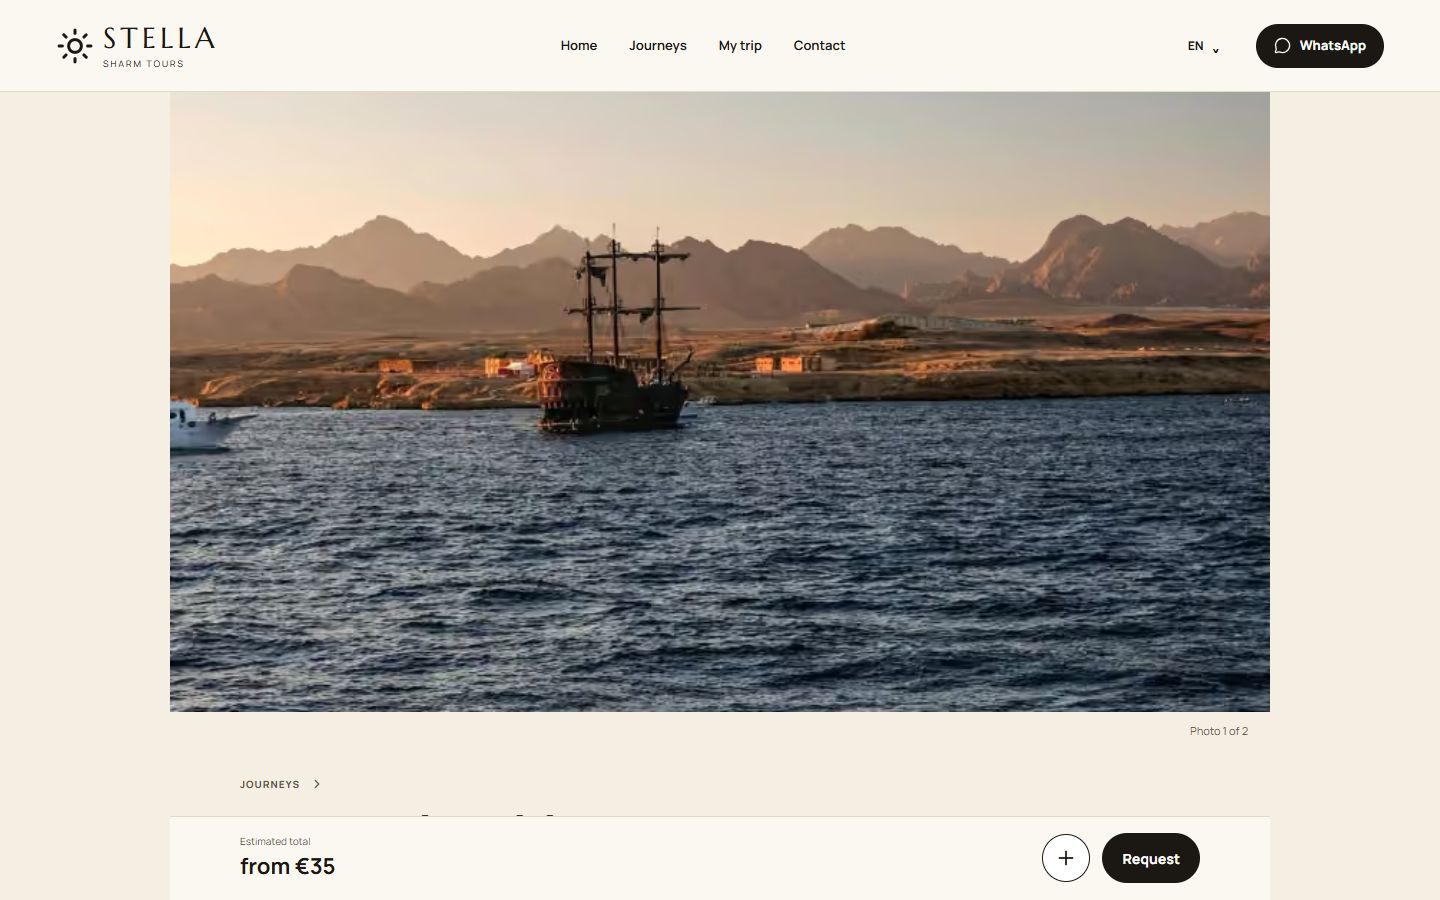 STELLA
SHARM TOURS
Home
Journeys
My trip
Contact
EN
WhatsApp
Photo 1 of 2
JOURNEYS
Estimated total
from €35
Request